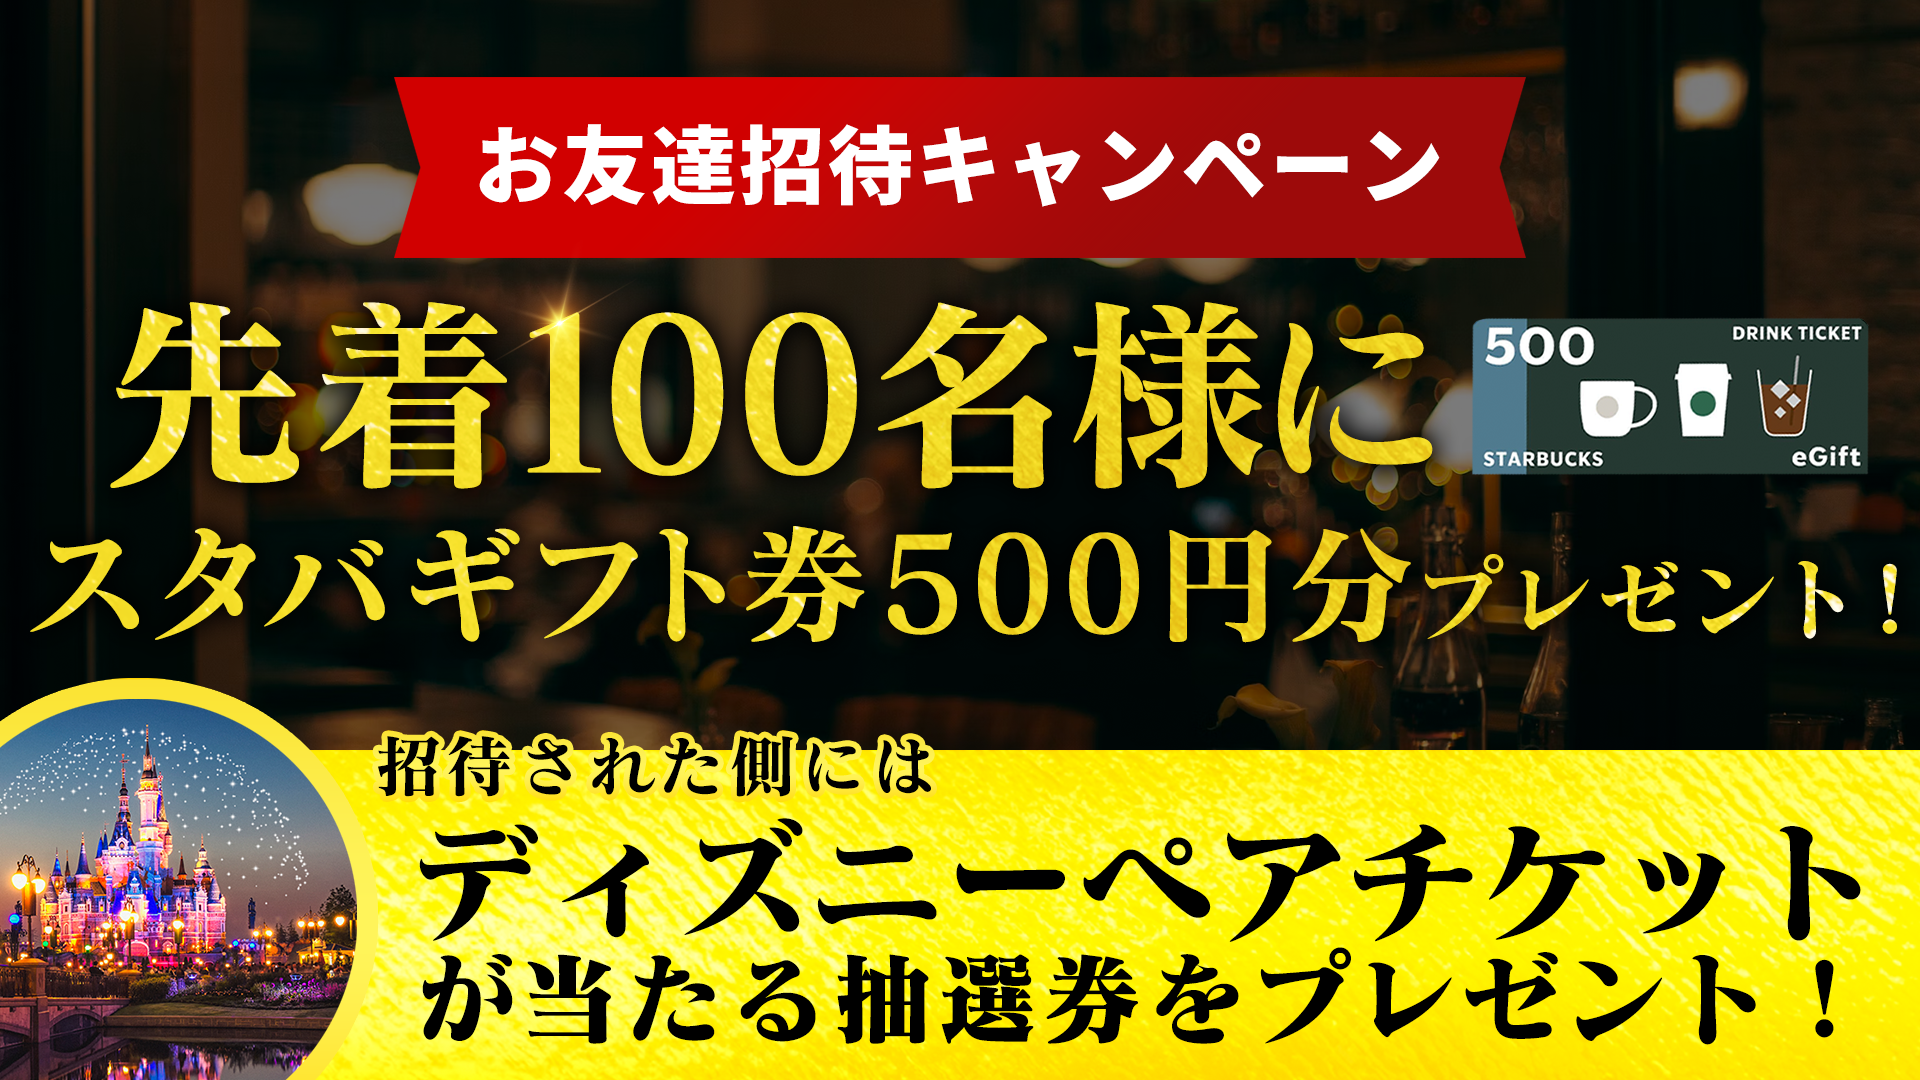 お友達招待キャンペーン
先着100名様に
500
DRINK TICKET
STARBUCKS
eGift
スタバギフト券500円分プレゼント！
招待された側には
ディズニーペアチケット
が当たる抽選券をプレゼント！